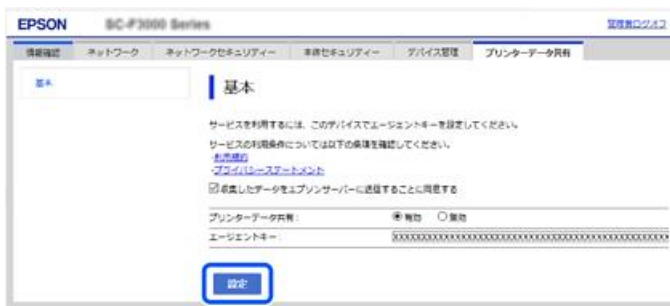 EPSON
SC-F3000 Series
管理者ログオフ
情報確認 ネットワーク ネットワークセキュリティー 本体セキュリティー デバイス管理 プリンターデータ共有
基本
基本
サービスを利用するには、このデバイスでエージェントキーを設定してください。
サービスの利用条件については以下の条項を確認してください。
-利用規約
-プライバシーステートメント
収集したデータをエプソンサーバーに送信することに同意する
プリンターデータ共有: 有効 無効
エージェントキー: XXXXXXXXXXXXXXXXXXXXXXXXXXXXXXXXXXXXXXXXXXXXXXXX
設定